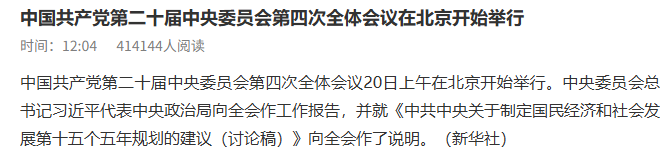 中国共产党第二十届中央委员会第四次全体会议在北京开始举行
时间：12:04 414144人阅读
中国共产党第二十届中央委员会第四次全体会议20日上午在北京开始举行。中央委员会总
书记习近平代表中央政治局向全会作工作报告，并就《中共中央关于制定国民经济和社会发
展第十五个五年规划的建议（讨论稿）》向全会作了说明。（新华社）